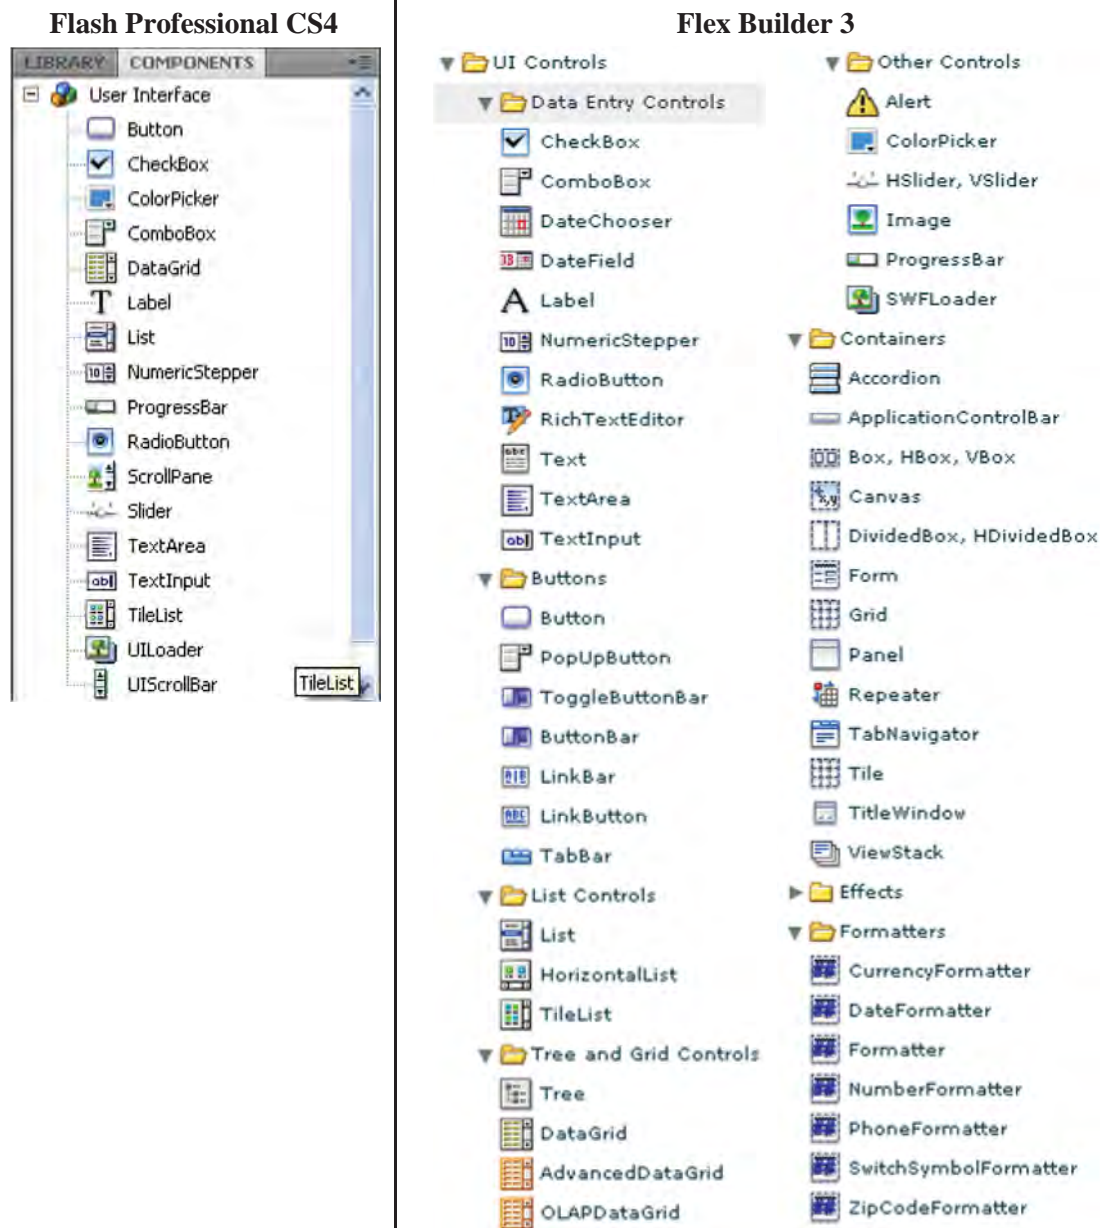 Flash Professional CS4
LIBRARY COMPONENTS
User Interface
Button
CheckBox
ColorPicker
ComboBox
DataGrid
Label
List
NumericStepper
ProgressBar
RadioButton
ScrollPane
Slider
TextArea
TextInput
TileList
UILoader
UIScrollBar
TileList
Flex Builder 3
UI Controls
Data Entry Controls
CheckBox
ComboBox
DateChooser
DateField
Label
NumericStepper
RadioButton
RichTextEditor
Text
TextArea
TextInput
Buttons
Button
PopUpButton
ToggleButtonBar
ButtonBar
LinkBar
LinkButton
TabBar
List Controls
List
HorizontalList
TileList
Tree and Grid Controls
Tree
DataGrid
AdvancedDataGrid
OLAPDataGrid
Other Controls
Alert
ColorPicker
HSlider, VSlider
Image
ProgressBar
SWFLoader
Containers
Accordion
ApplicationControlBar
Box, HBox, VBox
Canvas
DividedBox, HDividedBox
Form
Grid
Panel
Repeater
TabNavigator
Tile
TitleWindow
ViewStack
Effects
Formatters
CurrencyFormatter
DateFormatter
Formatter
NumberFormatter
PhoneFormatter
SwitchSymbolFormatter
ZipCodeFormatter